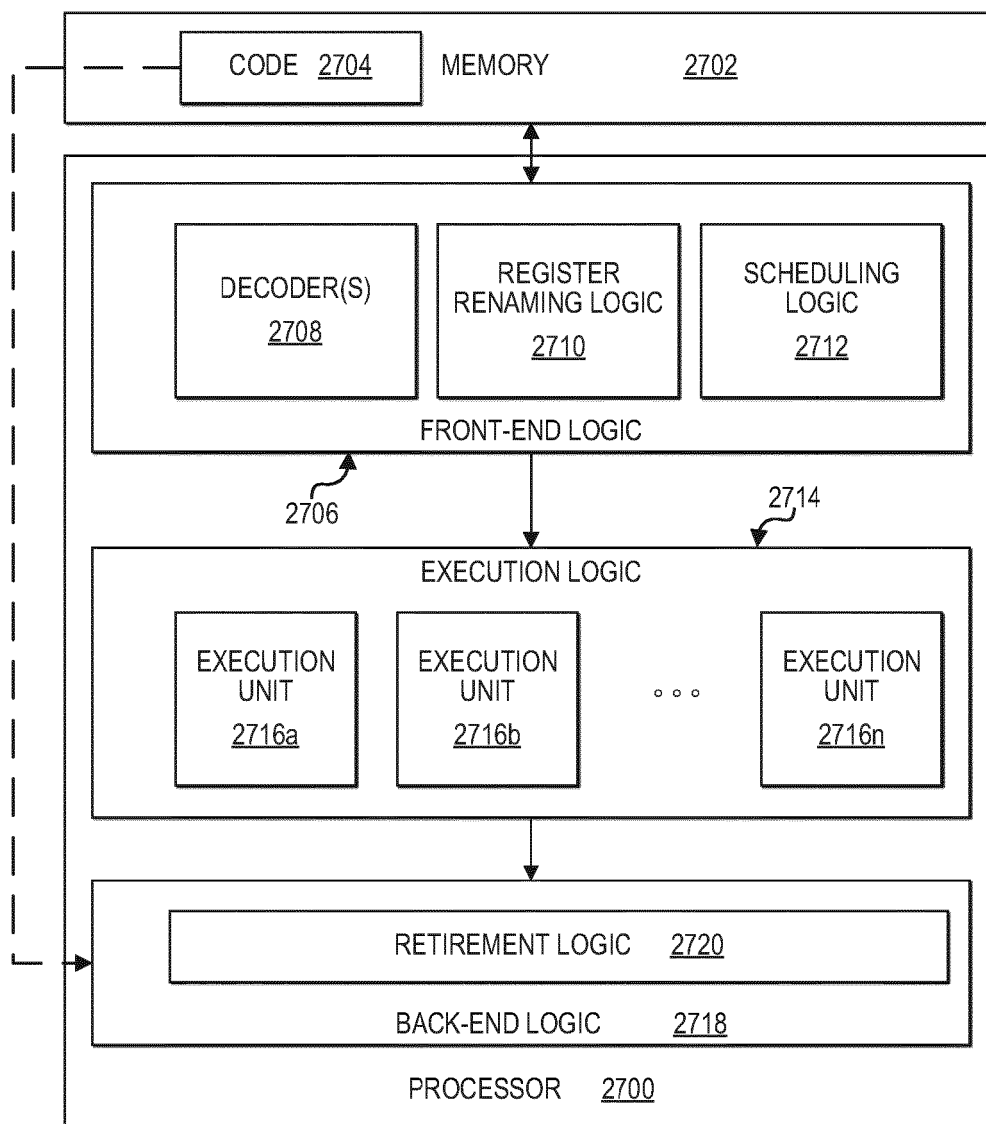 CODE 2704 MEMORY 2702
DECODER(S)
2708
REGISTER
RENAMING LOGIC
2710
SCHEDULING
LOGIC
2712
FRONT-END LOGIC
2706
2714
EXECUTION LOGIC
EXECUTION
UNIT
2716a
EXECUTION
UNIT
2716b
EXECUTION
UNIT
2716n
RETIREMENT LOGIC 2720
BACK-END LOGIC 2718
PROCESSOR 2700